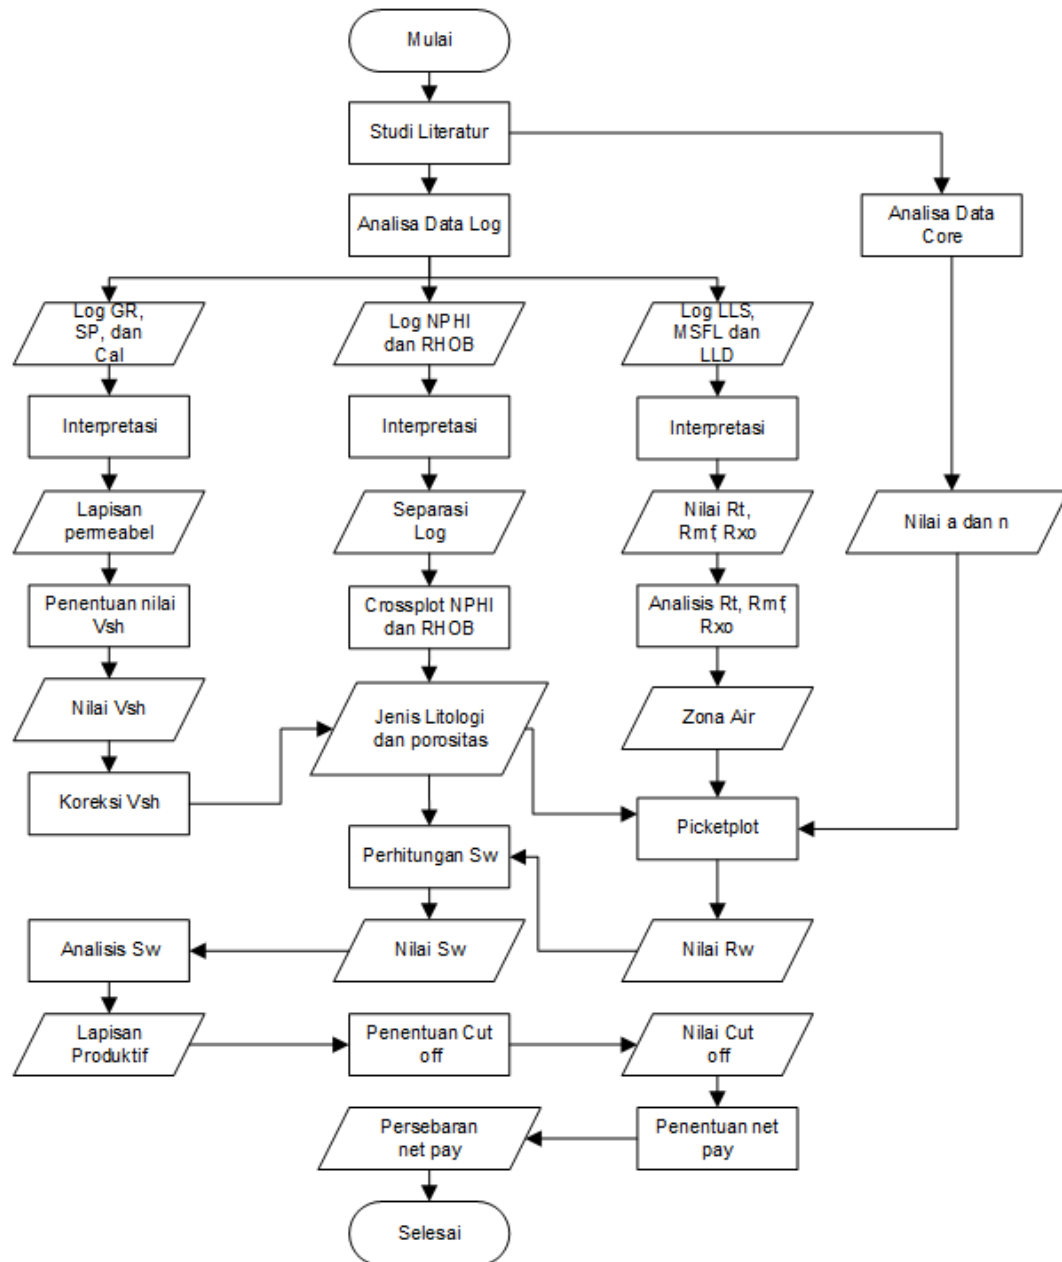 Mulai
Studi Literatur
Analisa Data Log
Analisa Data
Core
Log GR,
SP, dan
Cal
Log NPHI
dan RHOB
Log LLS,
MSFL dan
LLD
Interpretasi
Interpretasi
Interpretasi
Lapisan
permeabel
Separasi
Log
Nilai Rt,
Rmf, Rxo
Nilai a dan n
Penentuan nilai
Vsh
Crossplot NPHI
dan RHOB
Analisis Rt, Rmf,
Rxo
Nilai Vsh
Jenis Litologi
dan porositas
Zona Air
Koreksi Vsh
Picketplot
Perhitungan Sw
Analisis Sw
Nilai Sw
Nilai Rw
Lapisan
Produktif
Penentuan Cut
off
Nilai Cut
off
Persebaran
net pay
Penentuan net
pay
Selesai